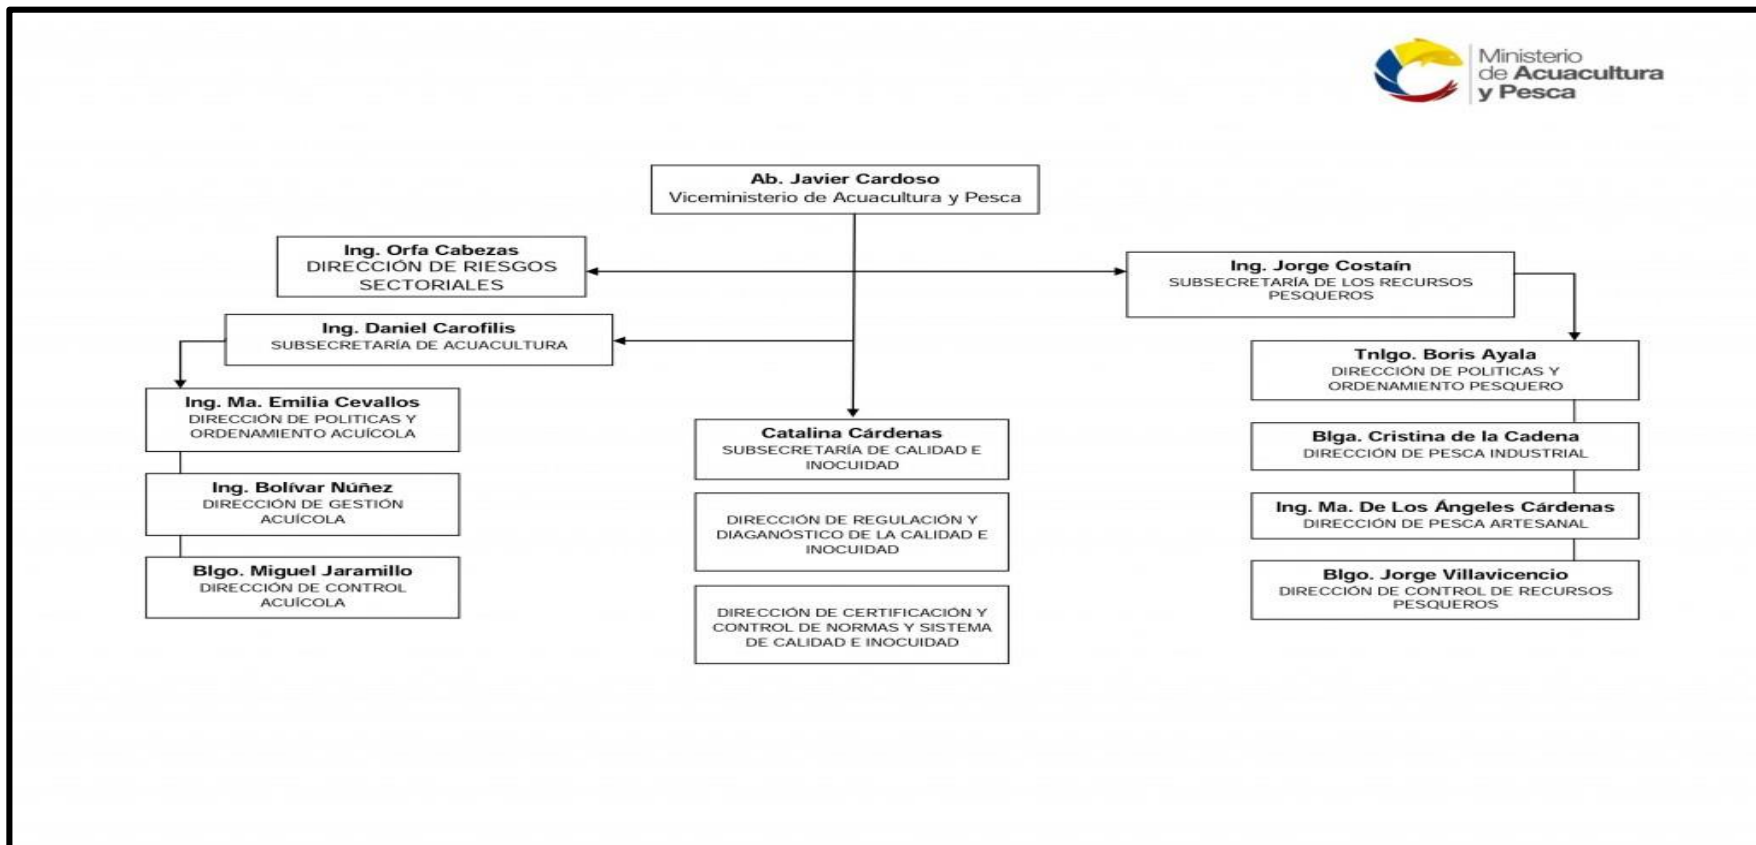 Ministerio
de Acuacultura
y Pesca
Ab. Javier Cardoso
Viceministerio de Acuacultura y Pesca
Ing. Orfa Cabezas
DIRECCIÓN DE RIESGOS
SECTORIALES
Ing. Jorge Costaín
SUBSECRETARÍA DE LOS RECURSOS
PESQUEROS
Ing. Daniel Carofilis
SUBSECRETARÍA DE ACUACULTURA
Ing. Ma. Emilia Cevallos
DIRECCIÓN DE POLITICAS Y
ORDENAMIENTO ACUÍCOLA
Ing. Bolívar Núñez
DIRECCIÓN DE GESTIÓN
ACUÍCOLA
Blgo. Miguel Jaramillo
DIRECCIÓN DE CONTROL
ACUÍCOLA
Catalina Cárdenas
SUBSECRETARÍA DE CALIDAD E
INOCUIDAD
DIRECCIÓN DE REGULACIÓN Y
DIAGANÓSTICO DE LA CALIDAD E
INOCUIDAD
DIRECCIÓN DE CERTIFICACIÓN Y
CONTROL DE NORMAS Y SISTEMA
DE CALIDAD E INOCUIDAD
Tnlgo. Boris Ayala
DIRECCIÓN DE POLITICAS Y
ORDENAMIENTO PESQUERO
Blga. Cristina de la Cadena
DIRECCIÓN DE PESCA INDUSTRIAL
Ing. Ma. De Los Ángeles Cárdenas
DIRECCIÓN DE PESCA ARTESANAL
Blgo. Jorge Villavicencio
DIRECCIÓN DE CONTROL DE RECURSOS
PESQUEROS